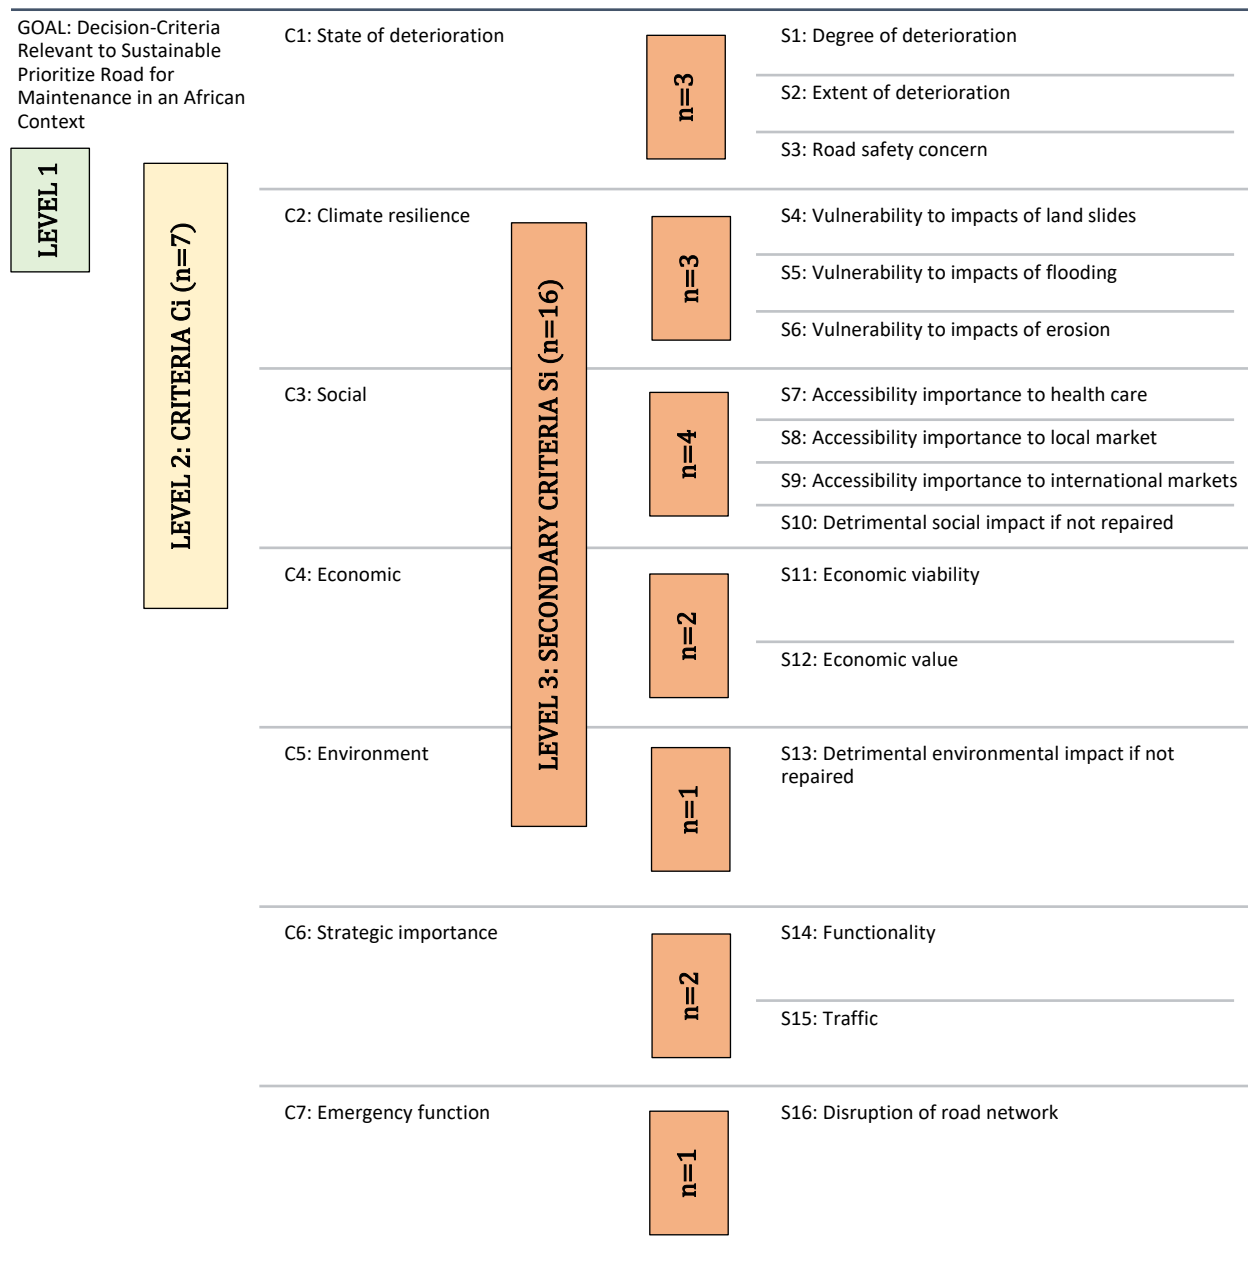 GOAL: Decision-Criteria
Relevant to Sustainable
Prioritize Road for
Maintenance in an African
Context
LEVEL 1
LEVEL 2: CRITERIA Ci (n=7)
LEVEL 3: SECONDARY CRITERIA Si (n=16)
C1: State of deterioration
n=3
S1: Degree of deterioration
S2: Extent of deterioration
S3: Road safety concern
C2: Climate resilience
n=3
S4: Vulnerability to impacts of land slides
S5: Vulnerability to impacts of flooding
S6: Vulnerability to impacts of erosion
C3: Social
n=4
S7: Accessibility importance to health care
S8: Accessibility importance to local market
S9: Accessibility importance to international markets
S10: Detrimental social impact if not repaired
C4: Economic
n=2
S11: Economic viability
S12: Economic value
C5: Environment
n=1
S13: Detrimental environmental impact if not
repaired
C6: Strategic importance
n=2
S14: Functionality
S15: Traffic
C7: Emergency function
n=1
S16: Disruption of road network